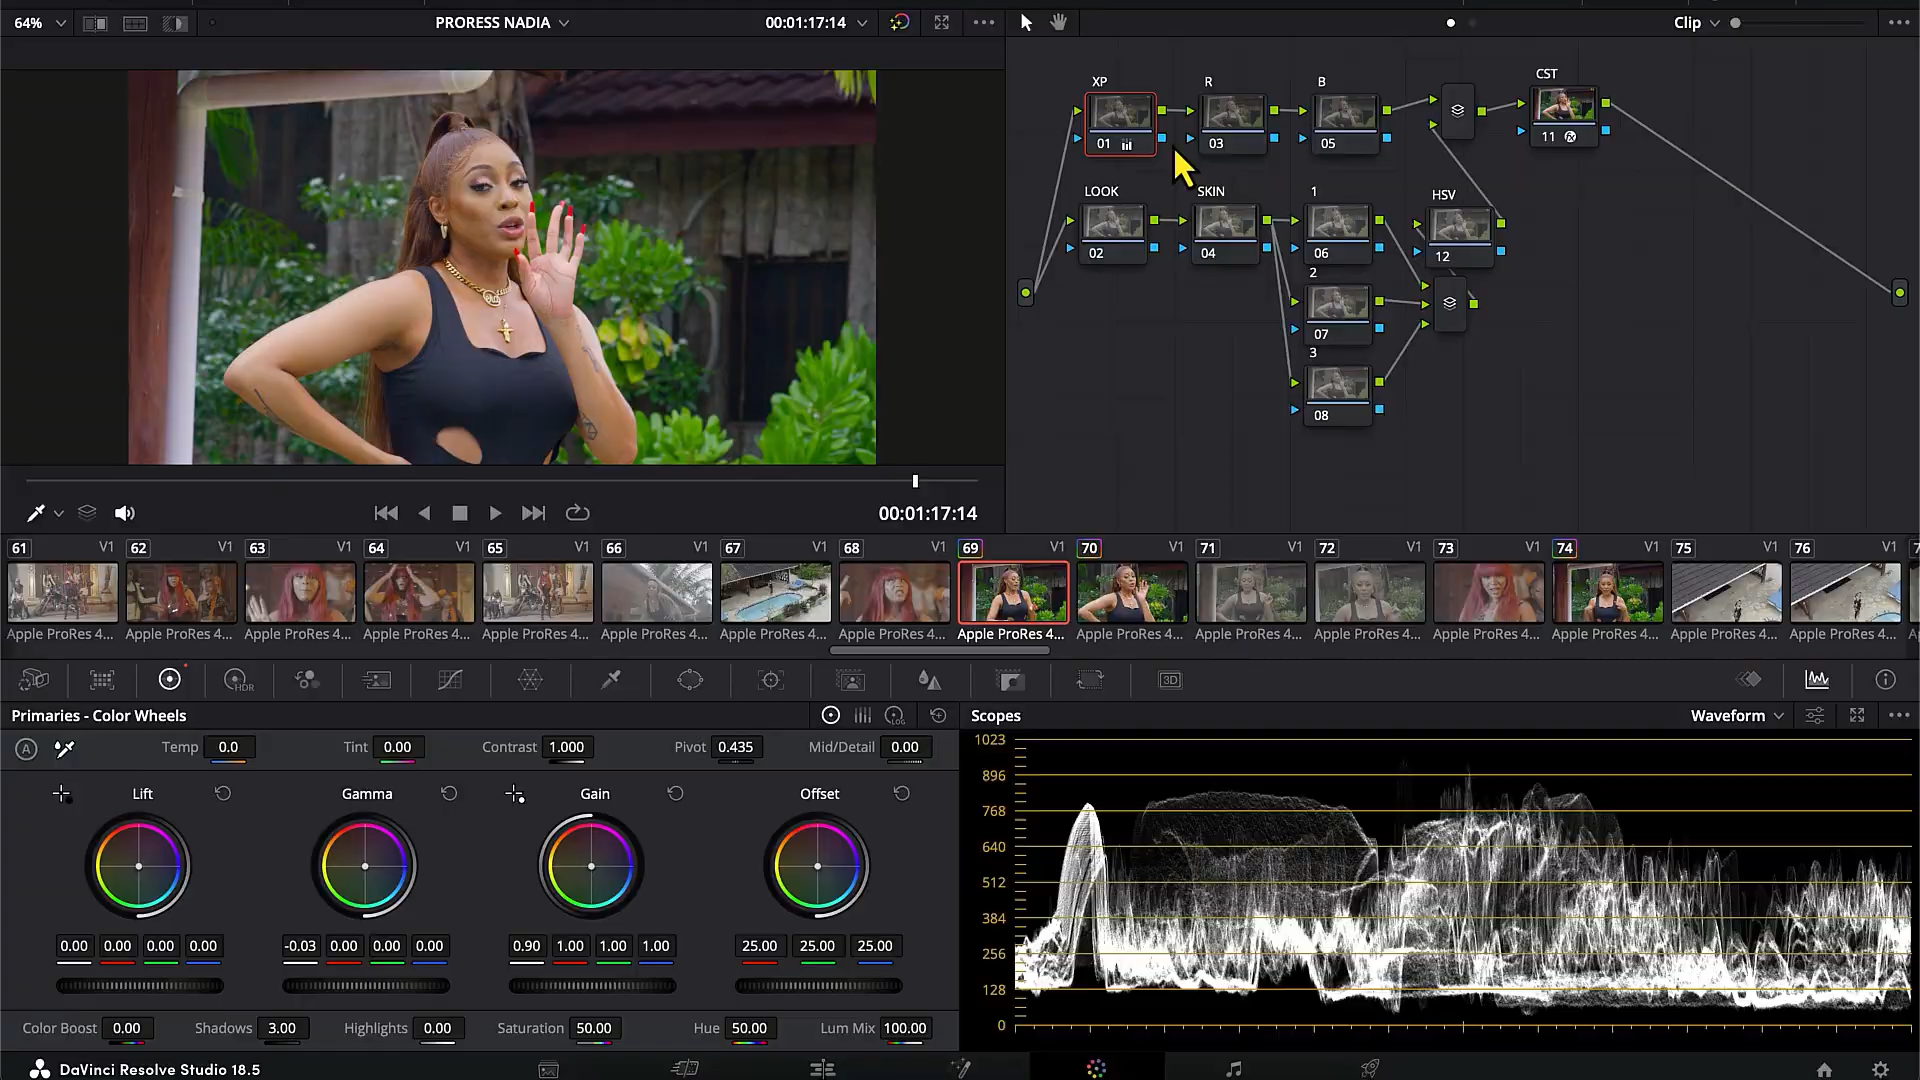 64%
PRORESS NADIA
00:01:17:14
Clip
XP
R
B
CST
01
03
05
11
LOOK
SKIN
1
HSV
02
04
06
12
2
07
3
08
00:01:17:14
61 V1 62 V1 63 V1 64 V1 65 V1 66 V1 67 V1 68 V1 69 V1 70 V1 71 V1 72 V1 73 V1 74 V1 75 V1 76 V1
Apple ProRes 4... Apple ProRes 4... Apple ProRes 4... Apple ProRes 4... Apple ProRes 4... Apple ProRes 4... Apple ProRes 4... Apple ProRes 4... Apple ProRes 4... Apple ProRes 4... Apple ProRes 4... Apple ProRes 4... Apple ProRes 4... Apple ProRes 4... Apple ProRes 4... Apple ProRes 4...
HDR
3D
Primaries - Color Wheels
LOG
Scopes
Waveform
A
Temp 0.0 Tint 0.00 Contrast 1.000 Pivot 0.435 Mid/Detail 0.00
Lift Gamma Gain Offset
0.00 0.00 0.00 0.00 -0.03 0.00 0.00 0.00 0.90 1.00 1.00 1.00 25.00 25.00 25.00
Color Boost 0.00 Shadows 3.00 Highlights 0.00 Saturation 50.00 Hue 50.00 Lum Mix 100.00
1023
896
768
640
512
384
256
128
0
DaVinci Resolve Studio 18.5